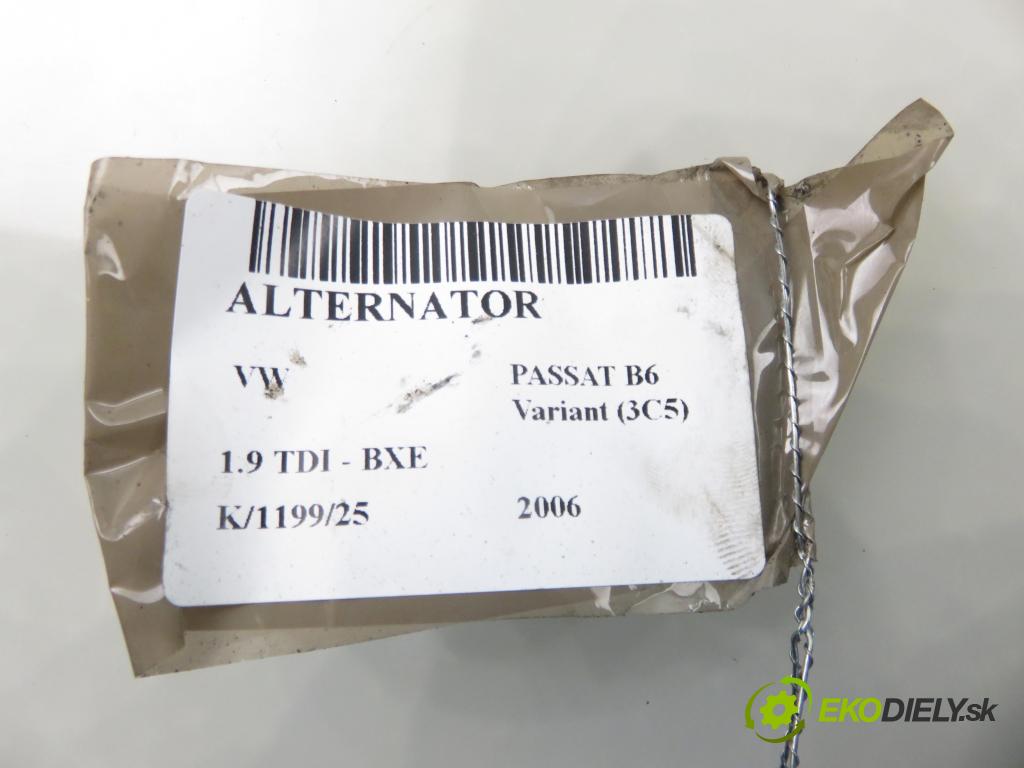 ALTERNATOR
VW
PASSAT B6
Variant (3C5)
1.9 TDI - BXE
K/1199/25
2006
EKODIELY.sk